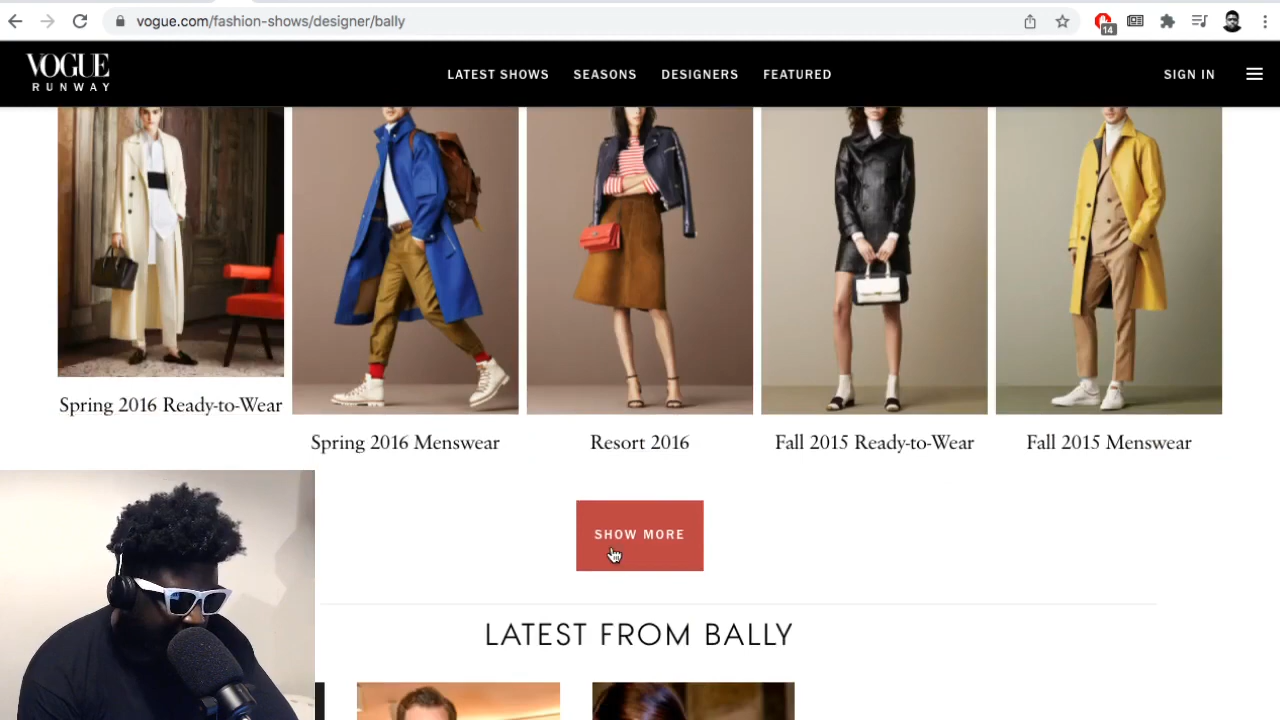 vogue.com/fashion-shows/designer/bally
14
VOGUE
RUNWAY
LATEST SHOWS
SEASONS
DESIGNERS
FEATURED
SIGN IN
Spring 2016 Ready-to-Wear
Spring 2016 Menswear
Resort 2016
Fall 2015 Ready-to-Wear
Fall 2015 Menswear
SHOW MORE
LATEST FROM BALLY